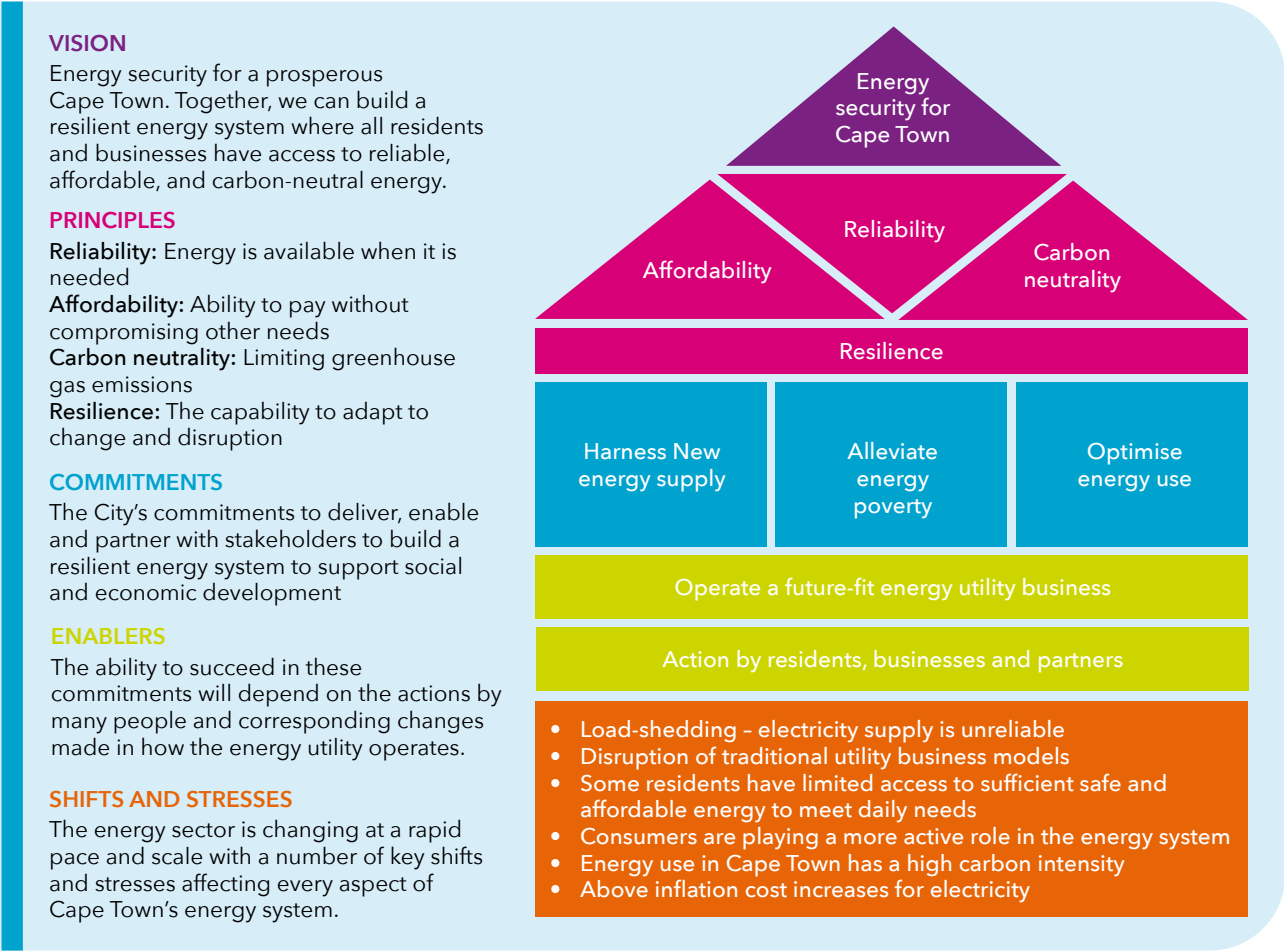 VISION
Energy security for a prosperous
Cape Town. Together, we can build a
resilient energy system where all residents
and businesses have access to reliable,
affordable, and carbon-neutral energy.
PRINCIPLES
Reliability: Energy is available when it is
needed
Affordability: Ability to pay without
compromising other needs
Carbon neutrality: Limiting greenhouse
gas emissions
Resilience: The capability to adapt to
change and disruption
COMMITMENTS
The City's commitments to deliver, enable
and partner with stakeholders to build a
resilient energy system to support social
and economic development
ENABLERS
The ability to succeed in these
commitments will depend on the actions by
many people and corresponding changes
made in how the energy utility operates.
SHIFTS AND STRESSES
The energy sector is changing at a rapid
pace and scale with a number of key shifts
and stresses affecting every aspect of
Cape Town's energy system.
Energy
security for
Cape Town
Affordability
Reliability
Carbon
neutrality
Resilience
Harness New
energy supply
Alleviate
energy
poverty
Optimise
energy use
Operate a future-fit energy utility business
Action by residents, businesses and partners
• Load-shedding – electricity supply is unreliable
• Disruption of traditional utility business models
• Some residents have limited access to sufficient safe and
affordable energy to meet daily needs
• Consumers are playing a more active role in the energy system
• Energy use in Cape Town has a high carbon intensity
• Above inflation cost increases for electricity